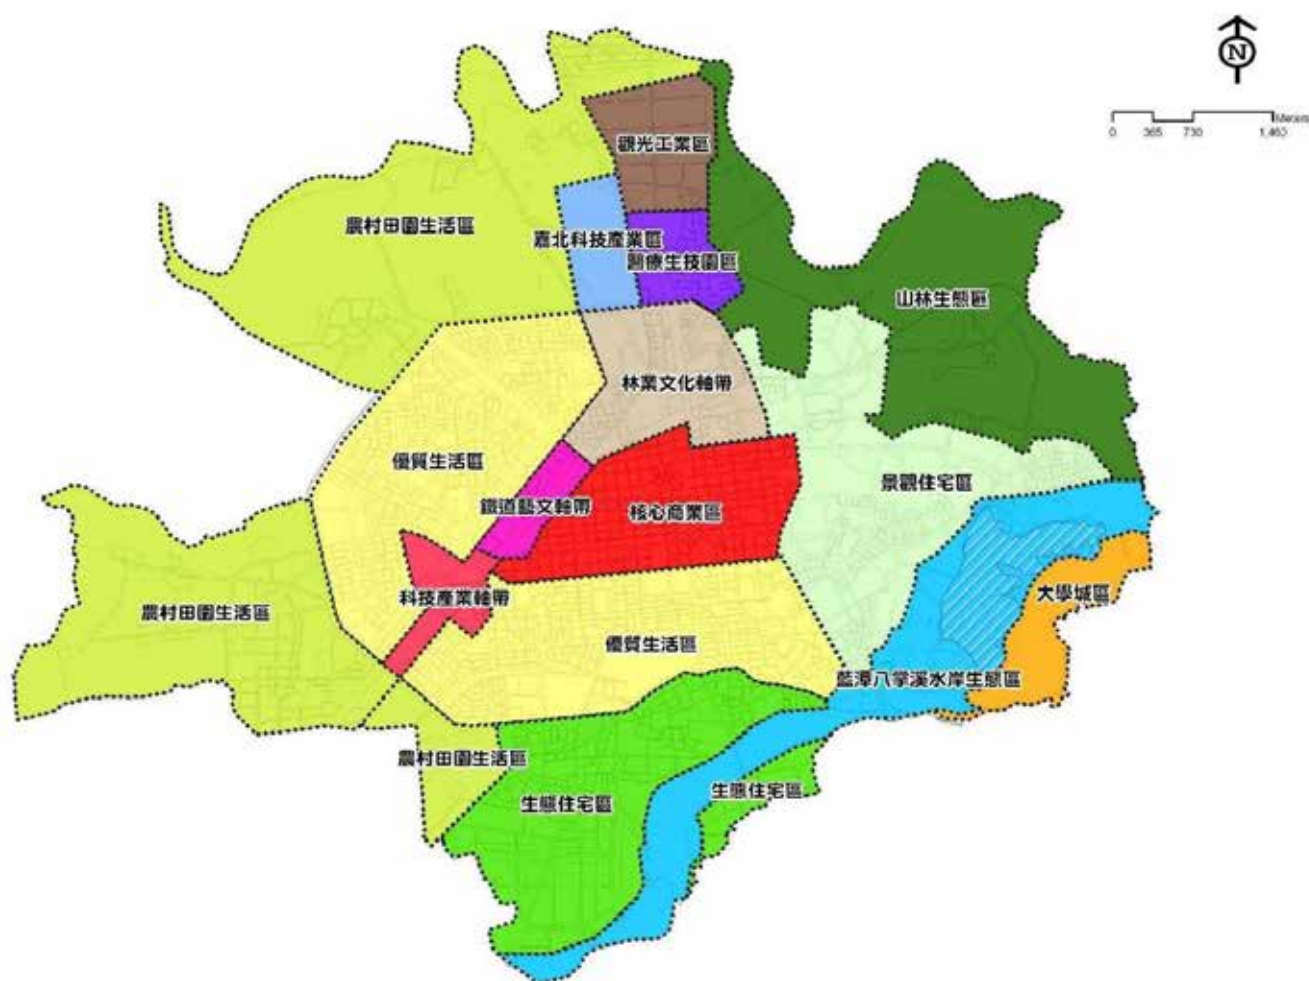 N
Meters
0 365 730 1,460
觀光工業區
農村田園生活區
嘉北科技產業區
醫療生技園區
山林生態區
林業文化軸帶
優質生活區
景觀住宅區
鐵道藝文軸帶
核心商業區
大學城區
科技產業軸帶
農村田園生活區
優質生活區
藍潭八掌溪水岸生態區
農村田園生活區
生態住宅區
生態住宅區